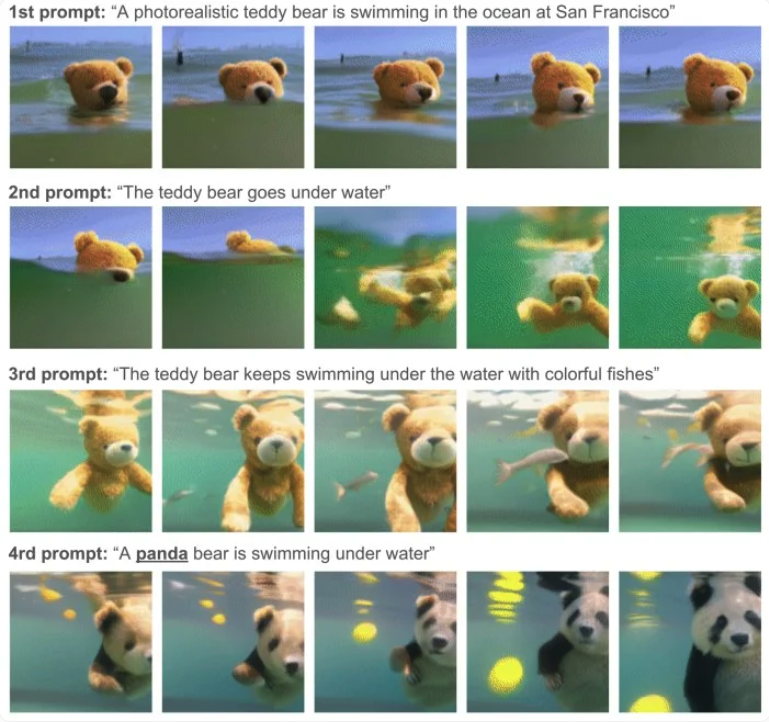 1st prompt: “A photorealistic teddy bear is swimming in the ocean at San Francisco”
2nd prompt: “The teddy bear goes under water”
3rd prompt: “The teddy bear keeps swimming under the water with colorful fishes”
4rd prompt: “A panda bear is swimming under water”